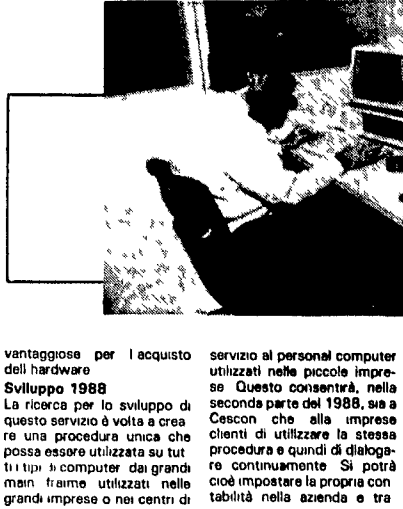 vantaggiose per l acquisto
dell hardware
Sviluppo 1988
La ricerca per lo sviluppo di
questo servizio è volta a crea
re una procedura unica che
possa essere utilizzata su tut
ti i tipi di computer dai grandi
main fraime utilizzati nelle
grandi imprese o nei centri di
servizio ai personal computer
utilizzati nelle piccole impre-
se Questo consentirà, nella
seconda parte del 1988, sia a
Cescon che alla imprese
clienti di utilizzare la stessa
procedura e quindi di dialoga-
re continuamente Si potrà
cioè impostare la propria con
tabilità nella azienda e tra